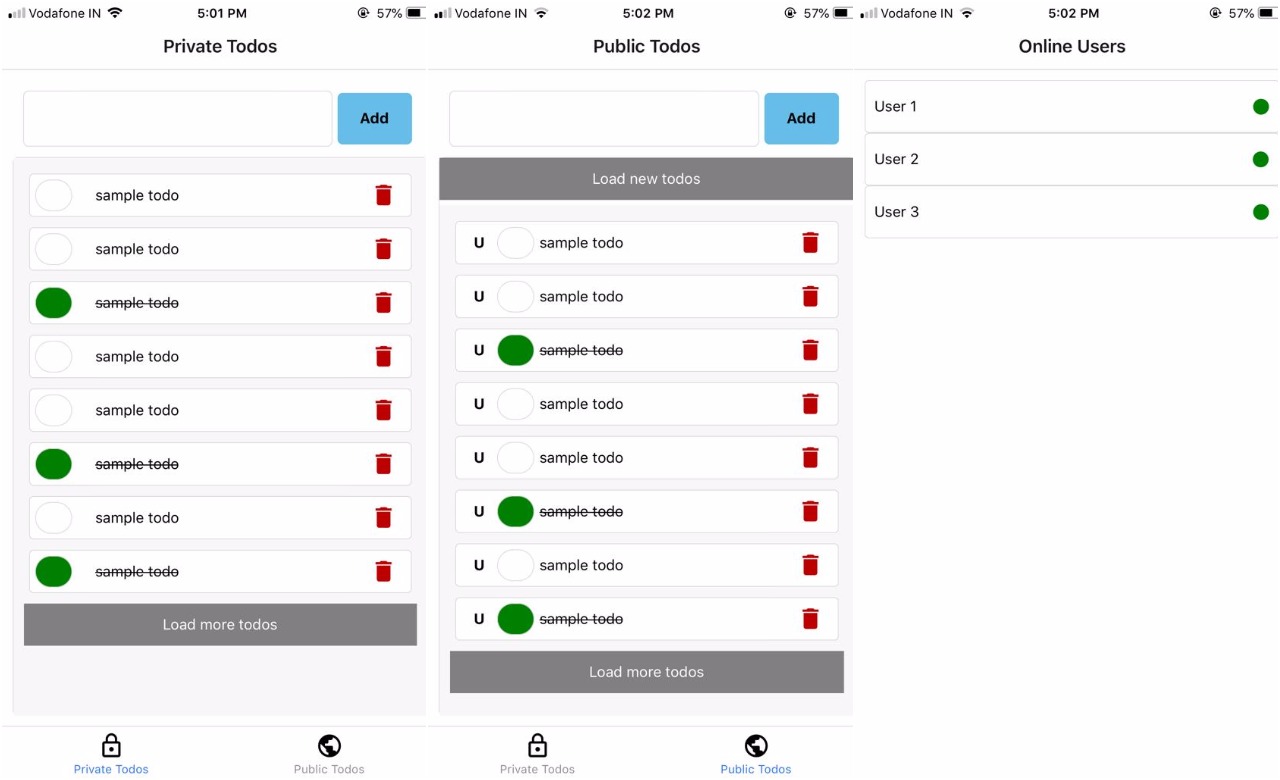 Vodafone IN 5:01 PM 57%
Private Todos
Add
sample todo
sample todo
sample todo
sample todo
sample todo
sample todo
sample todo
sample todo
Load more todos
Private Todos Public Todos
Vodafone IN 5:02 PM 57%
Public Todos
Add
Load new todos
U sample todo
U sample todo
U sample todo
U sample todo
U sample todo
U sample todo
U sample todo
U sample todo
Load more todos
Private Todos Public Todos
Vodafone IN 5:02 PM 57%
Online Users
User 1
User 2
User 3